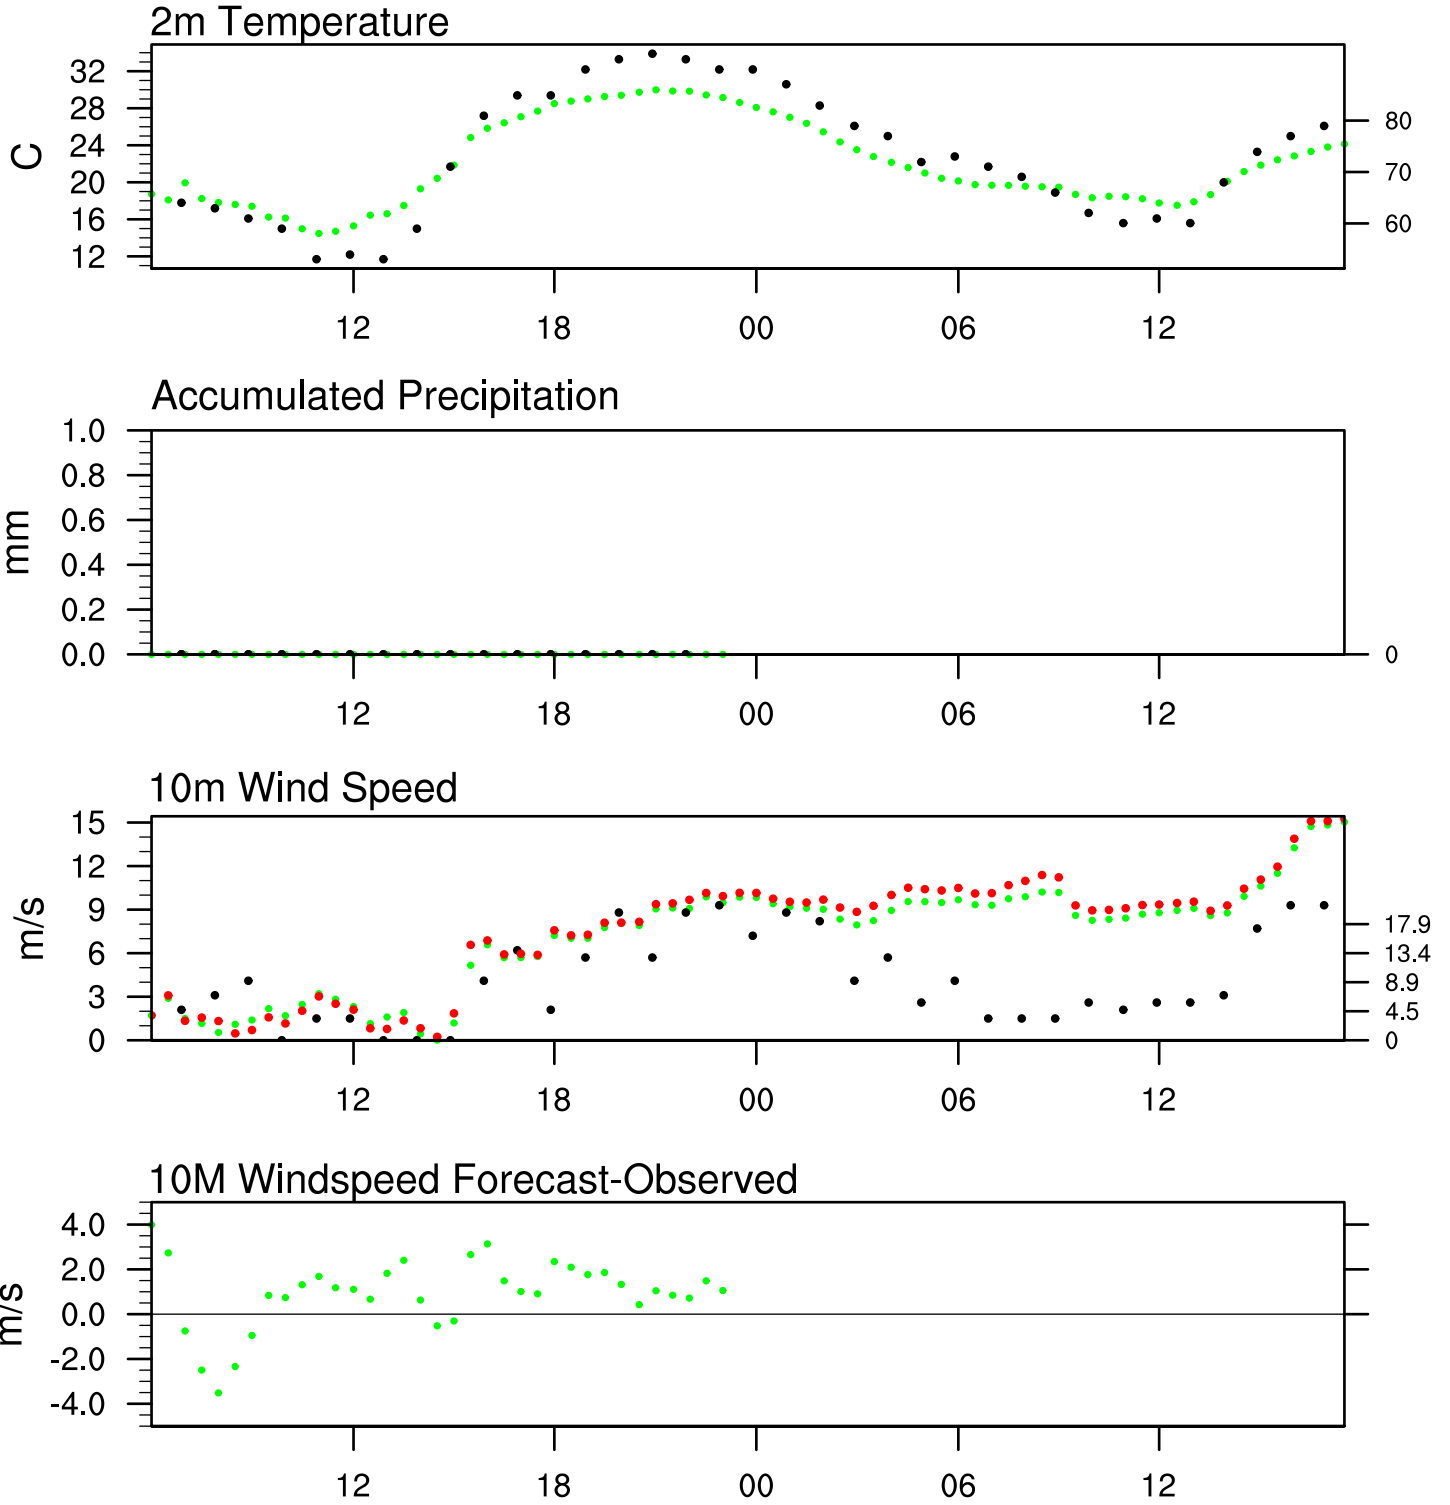 2m Temperature
32
28
24
20
16
12
C
80
70
60
12 18 00 06 12
Accumulated Precipitation
1.0
0.8
0.6
0.4
0.2
0.0
mm
0
12 18 00 06 12
10m Wind Speed
15
12
9
6
3
0
m/s
17.9
13.4
8.9
4.5
0
12 18 00 06 12
10M Windspeed Forecast-Observed
4.0
2.0
0.0
-2.0
-4.0
m/s
12 18 00 06 12